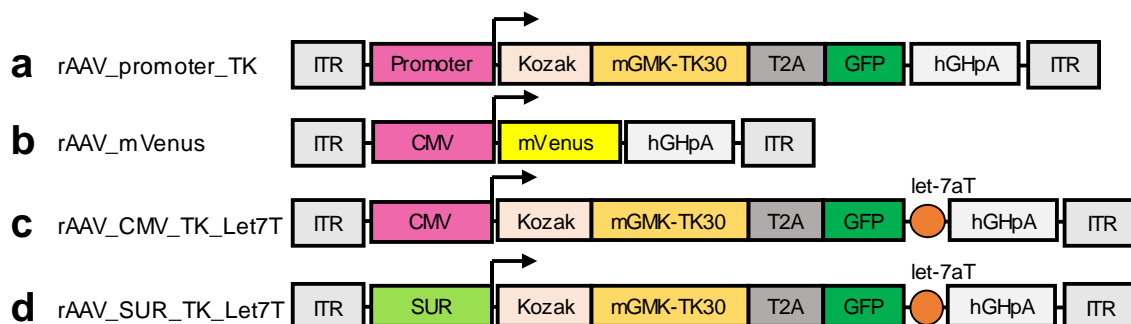 a rAAV_promoter_TK ITR Promoter Kozak mGMK-TK30 T2A GFP hGHpA ITR
b rAAV_mVenus ITR CMV mVenus hGHpA ITR
let-7aT
c rAAV_CMV_TK_Let7T ITR CMV Kozak mGMK-TK30 T2A GFP hGHpA ITR
let-7aT
d rAAV_SUR_TK_Let7T ITR SUR Kozak mGMK-TK30 T2A GFP hGHpA ITR